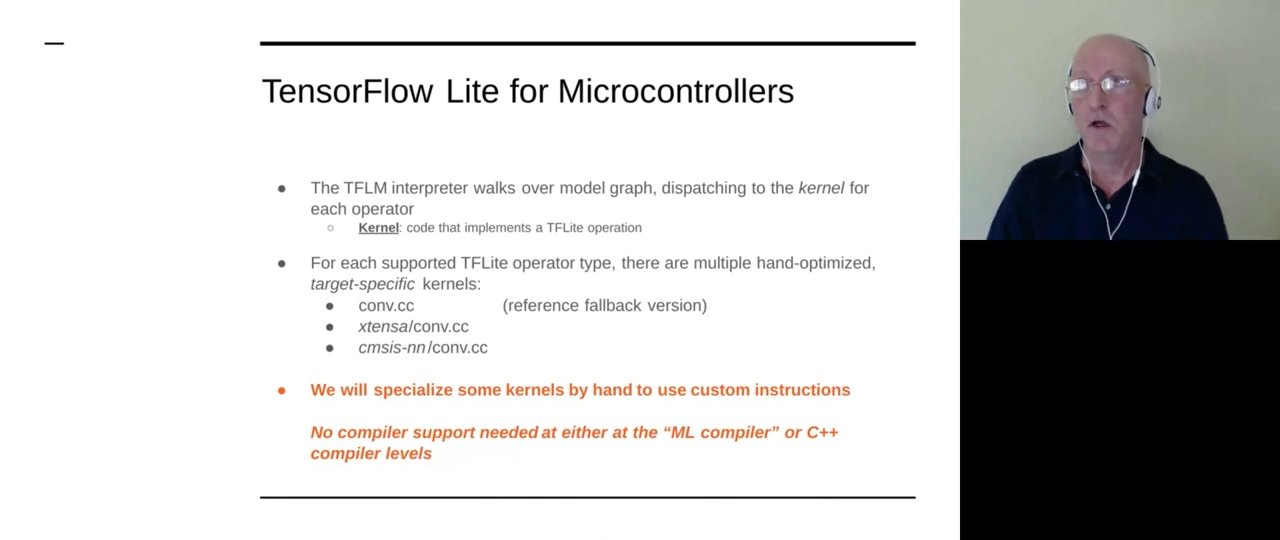 TensorFlow Lite for Microcontrollers
● The TFLM interpreter walks over model graph, dispatching to the kernel for
each operator
○ Kernel: code that implements a TFLite operation
● For each supported TFLite operator type, there are multiple hand-optimized,
target-specific kernels:
● conv.cc (reference fallback version)
● xtensa/conv.cc
● cmsis-nn/conv.cc
● We will specialize some kernels by hand to use custom instructions
No compiler support needed at either at the “ML compiler” or C++
compiler levels